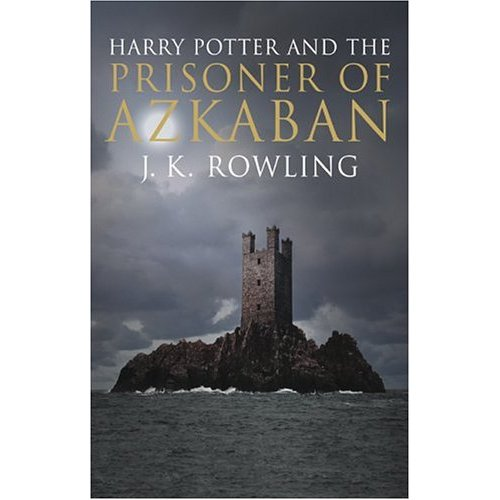 HARRY POTTER AND THE
PRISONER OF
AZKABAN
J. K. ROWLING